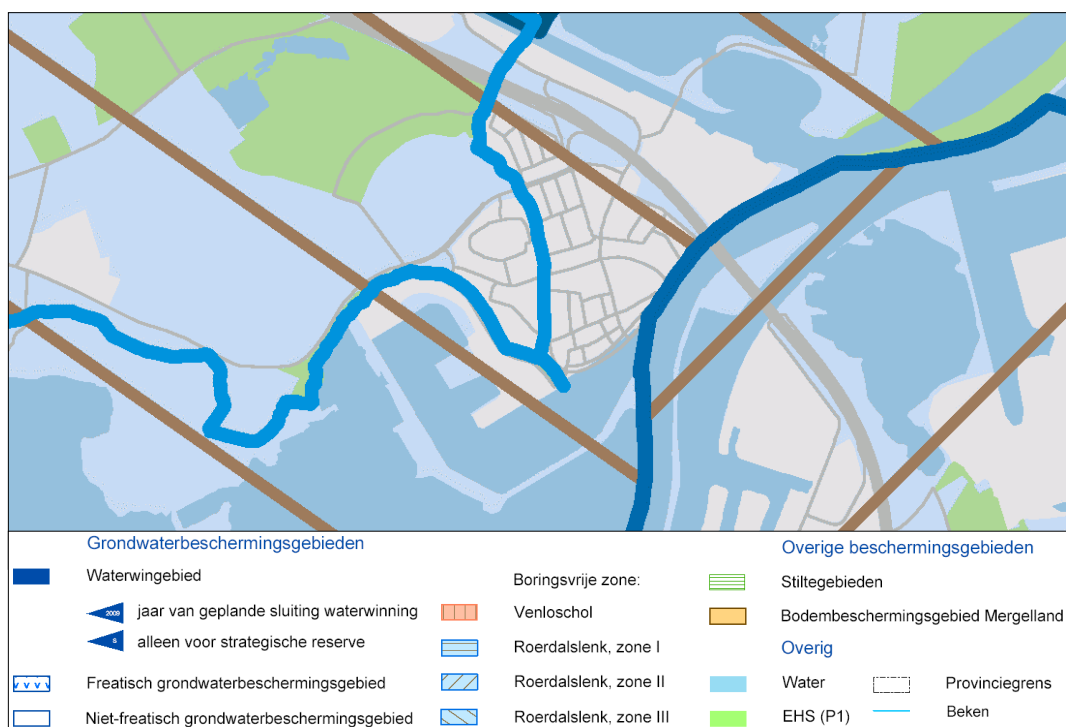 Grondwaterbeschermingsgebieden
Waterwingebied
2009 jaar van geplande sluiting waterwinning
s alleen voor strategische reserve
Freatisch grondwaterbeschermingsgebied
Niet-freatisch grondwaterbeschermingsgebied
Boringsvrije zone:
Venloschol
Roerdalslenk, zone I
Roerdalslenk, zone II
Roerdalslenk, zone III
Overige beschermingsgebieden
Stiltegebieden
Bodembeschermingsgebied Mergelland
Overig
Water
EHS (P1)
Provinciegrens
Beken